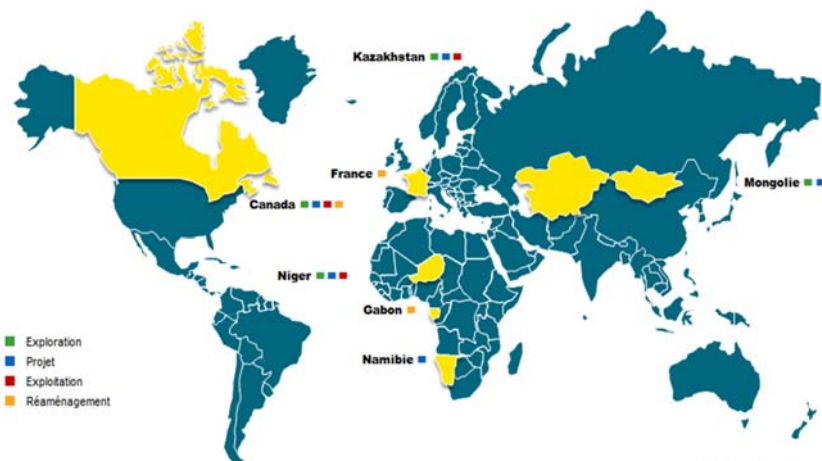 Kazakhstan
France
Mongolie
Canada
Niger
Gabon
Namibie
Exploration
Projet
Exploitation
Réaménagement